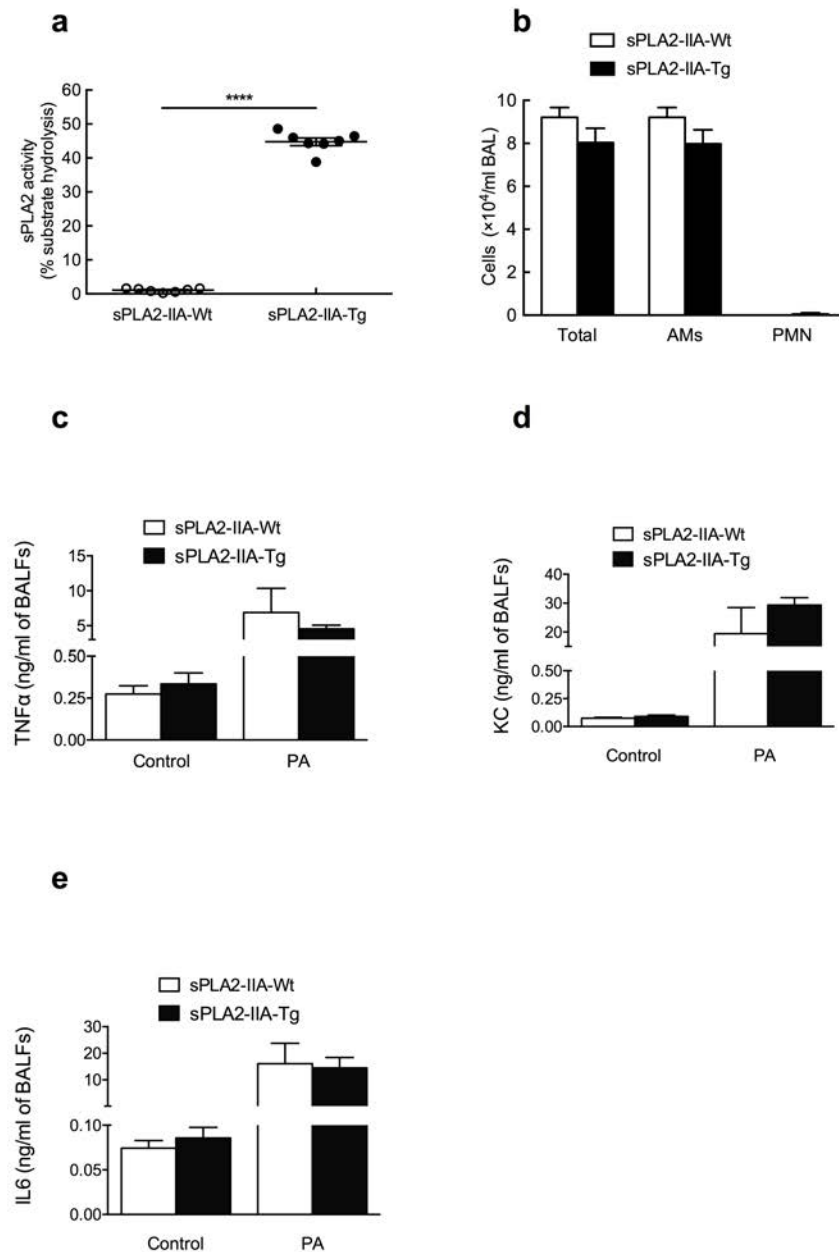 a
****
60
50
40
30
20
10
0
sPLA2 activity
(% substrate hydrolysis)
sPLA2-IIA-Wt
sPLA2-IIA-Tg
b
sPLA2-IIA-Wt
sPLA2-IIA-Tg
10
8
6
4
2
0
Cells (×10⁴/ml BAL)
Total
AMs
PMN
c
sPLA2-IIA-Wt
sPLA2-IIA-Tg
15
10
5
0.50
0.25
0.00
TNFα (ng/ml of BALFs)
Control
PA
d
sPLA2-IIA-Wt
sPLA2-IIA-Tg
40
30
20
0.50
0.25
0.00
KC (ng/ml of BALFs)
Control
PA
e
sPLA2-IIA-Wt
sPLA2-IIA-Tg
30
20
10
0.10
0.05
0.00
IL6 (ng/ml of BALFs)
Control
PA